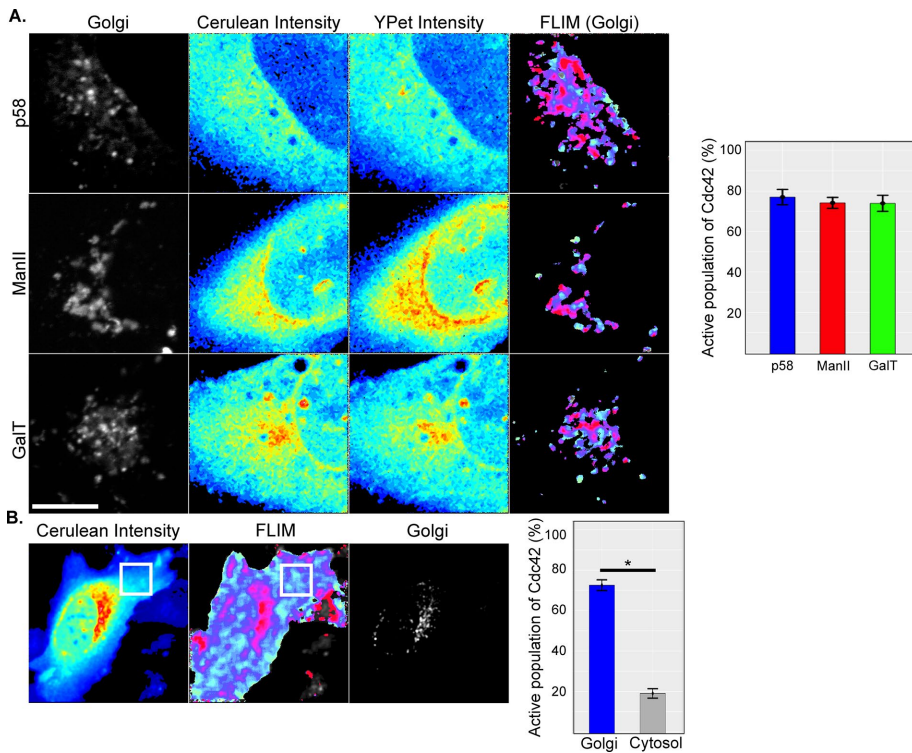 A.
Golgi Cerulean Intensity YPet Intensity FLIM (Golgi)
p58
ManII
GalT
Active population of Cdc42 (%)
100
80
60
40
20
p58 ManII GalT
B.
Cerulean Intensity FLIM Golgi
Active population of Cdc42 (%)
100
80
60
40
20
*
Golgi Cytosol